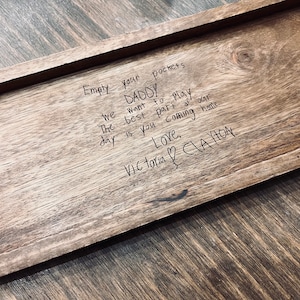 Empty your pockets
DADDY
We want to play
The best part of our
day is you coming home
Love,
Victoria ♡ Clayton